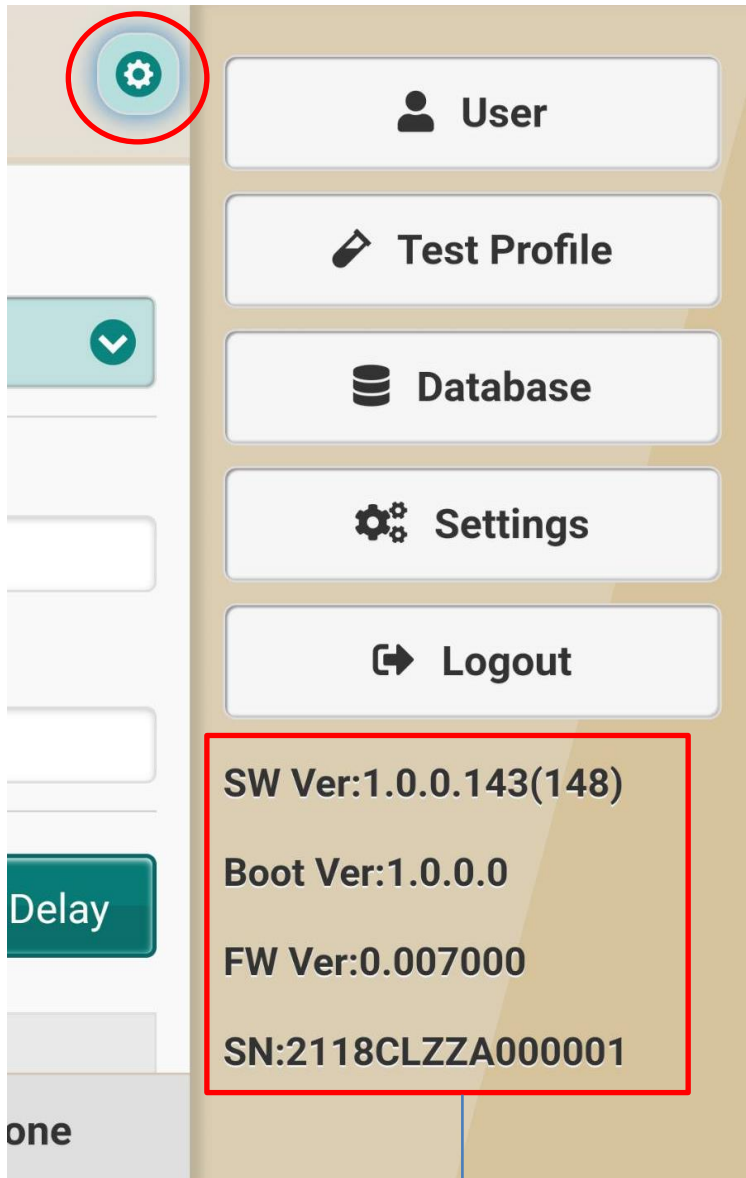 User
Test Profile
Database
Settings
Logout
SW Ver:1.0.0.143(148)
Boot Ver:1.0.0.0
Delay
FW Ver:0.007000
SN:2118CLZZA000001
one